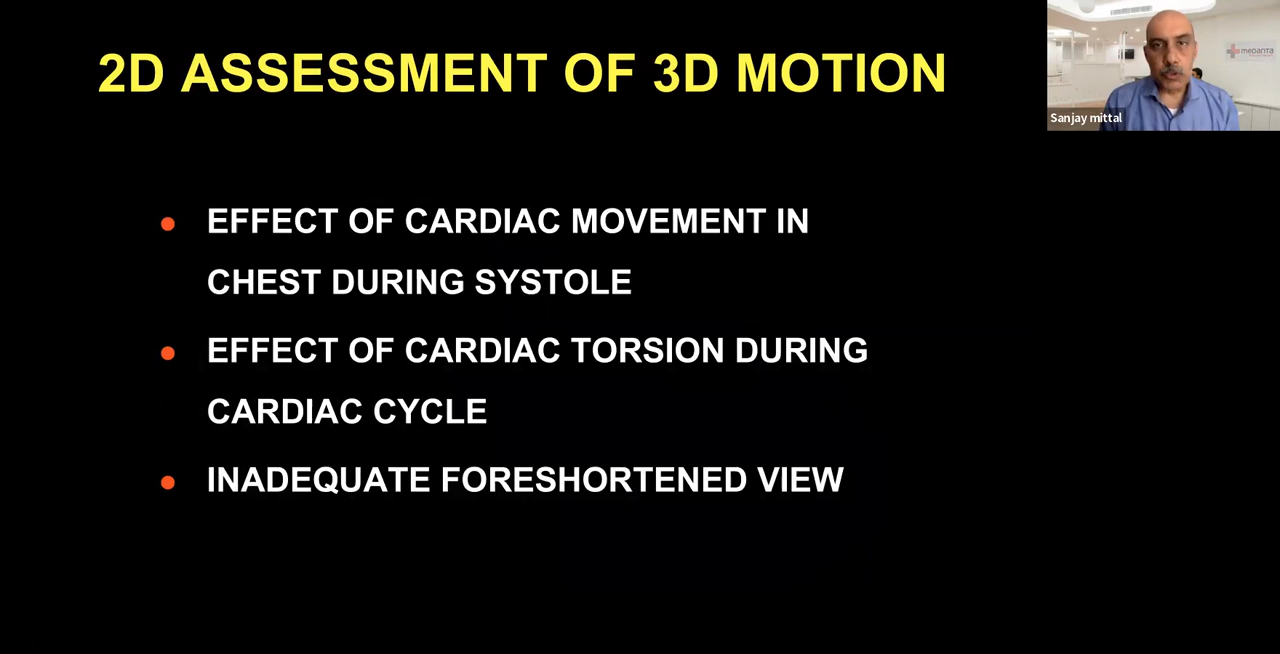 2D ASSESSMENT OF 3D MOTION
medanta
Sanjay mittal
EFFECT OF CARDIAC MOVEMENT IN
CHEST DURING SYSTOLE
EFFECT OF CARDIAC TORSION DURING
CARDIAC CYCLE
INADEQUATE FORESHORTENED VIEW